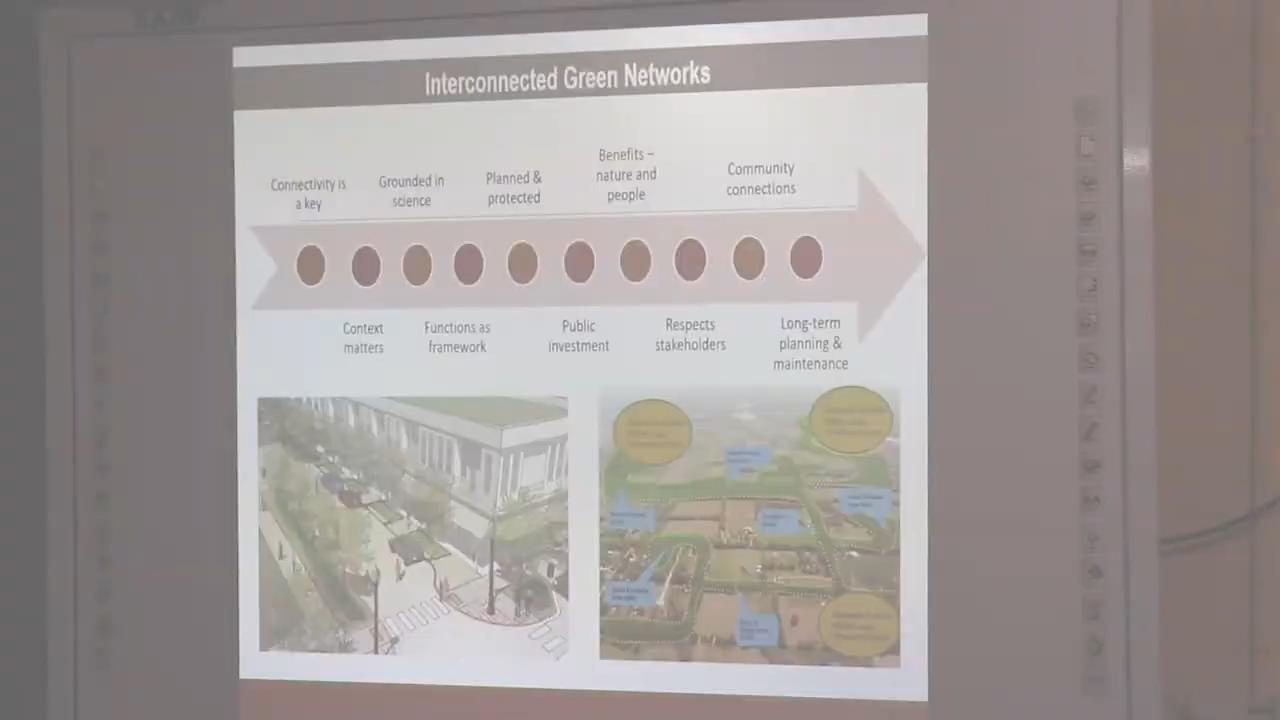 Interconnected Green Networks
Connectivity is
a key
Grounded in
science
Planned &
protected
Benefits –
nature and
people
Community
connections
Context
matters
Functions as
framework
Public
investment
Respects
stakeholders
Long-term
planning &
maintenance